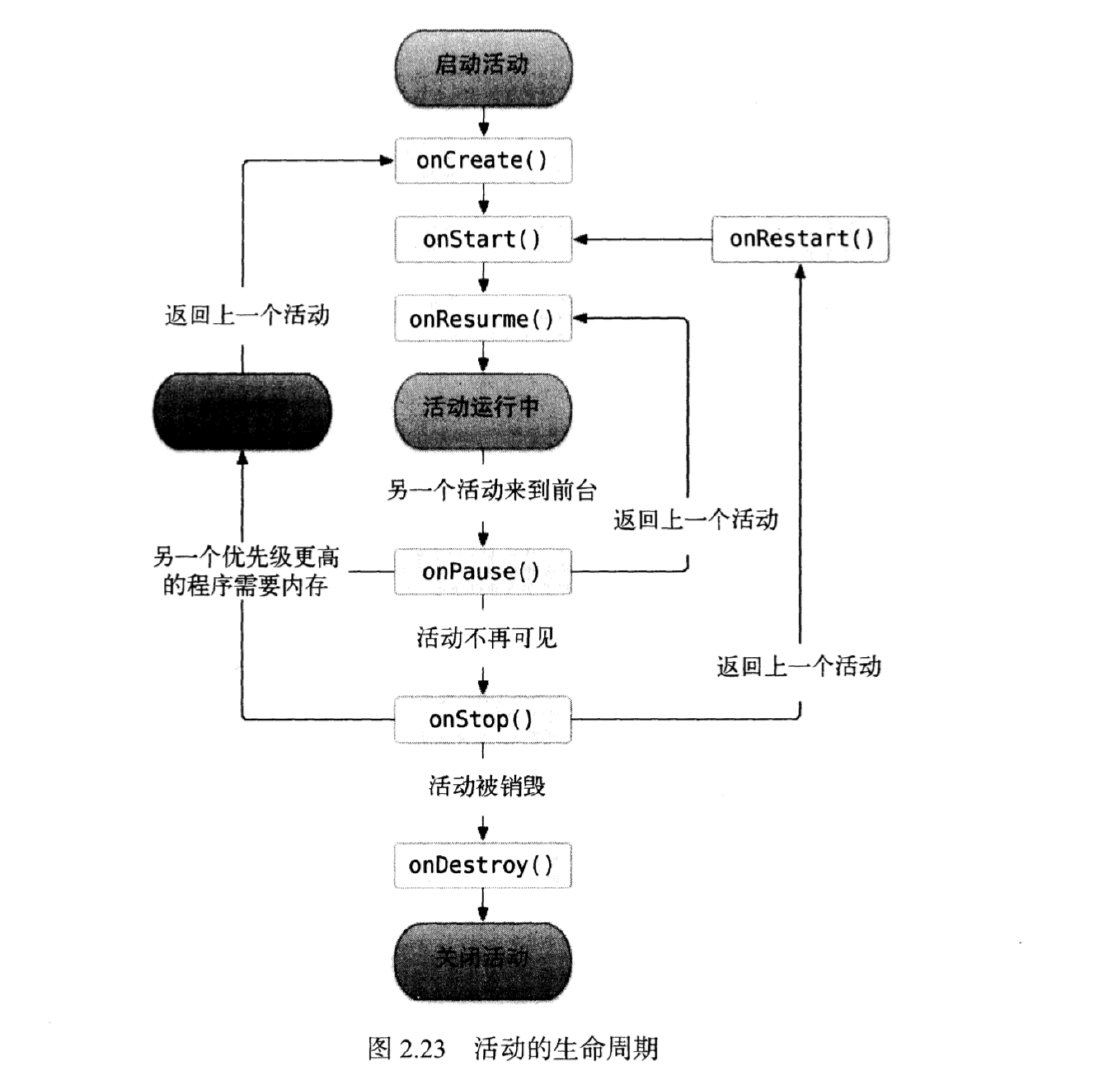 启动活动
onCreate()
onStart()
onRestart()
返回上一个活动
onResurme()
活动运行中
另一个活动来到前台
返回上一个活动
另一个优先级更高
的程序需要内存
onPause()
活动不再可见
返回上一个活动
onStop()
活动被销毁
onDestroy()
关闭活动
图 2.23 活动的生命周期